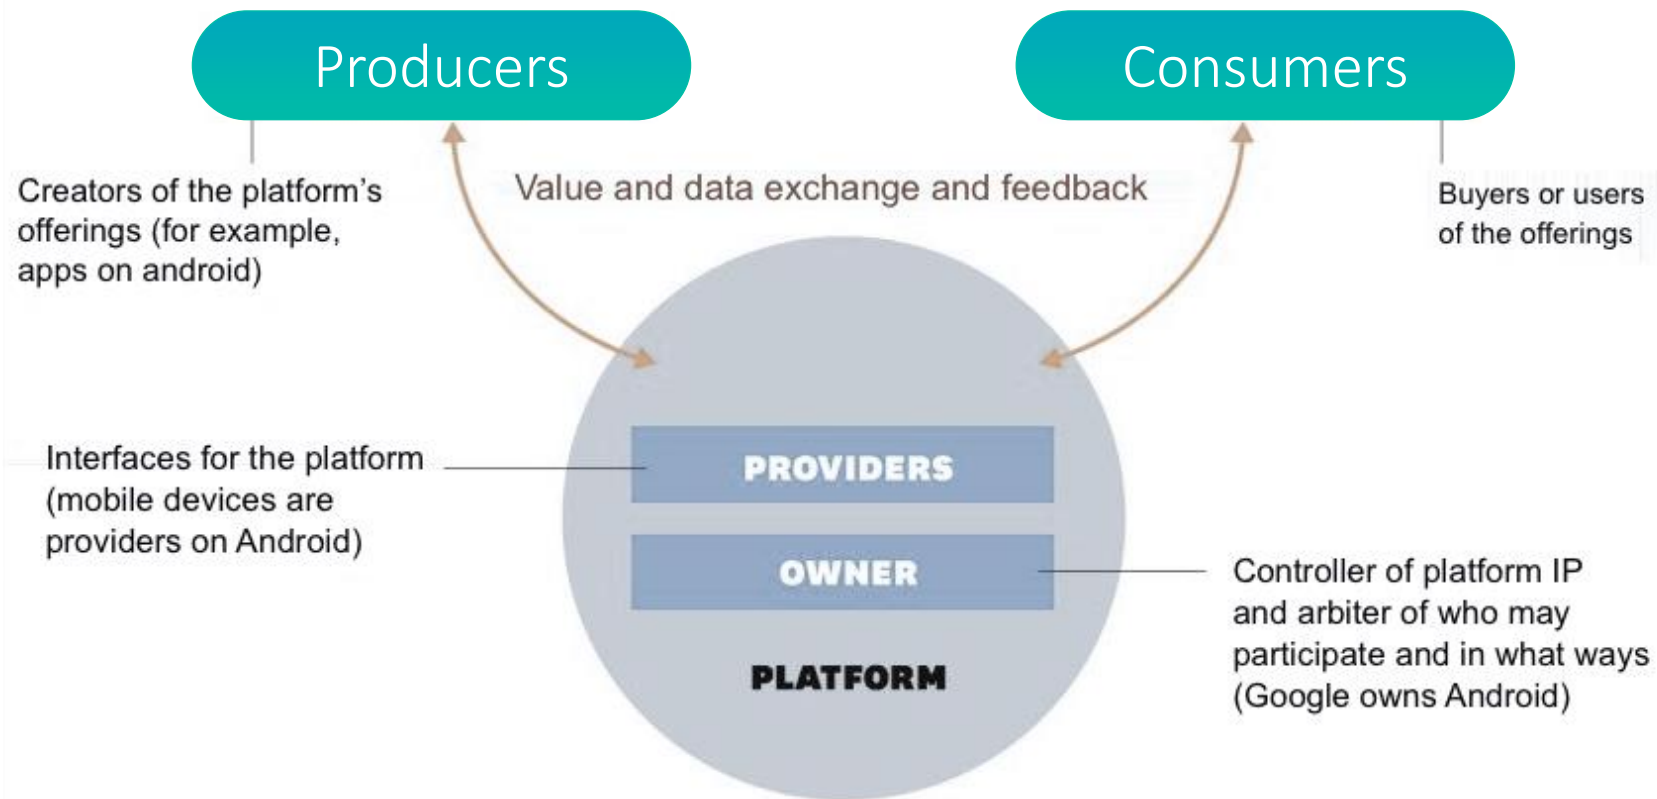 Producers
Consumers
Creators of the platform's
offerings (for example,
apps on android)
Value and data exchange and feedback
Buyers or users
of the offerings
Interfaces for the platform
(mobile devices are
providers on Android)
PROVIDERS
OWNER
PLATFORM
Controller of platform IP
and arbiter of who may
participate and in what ways
(Google owns Android)